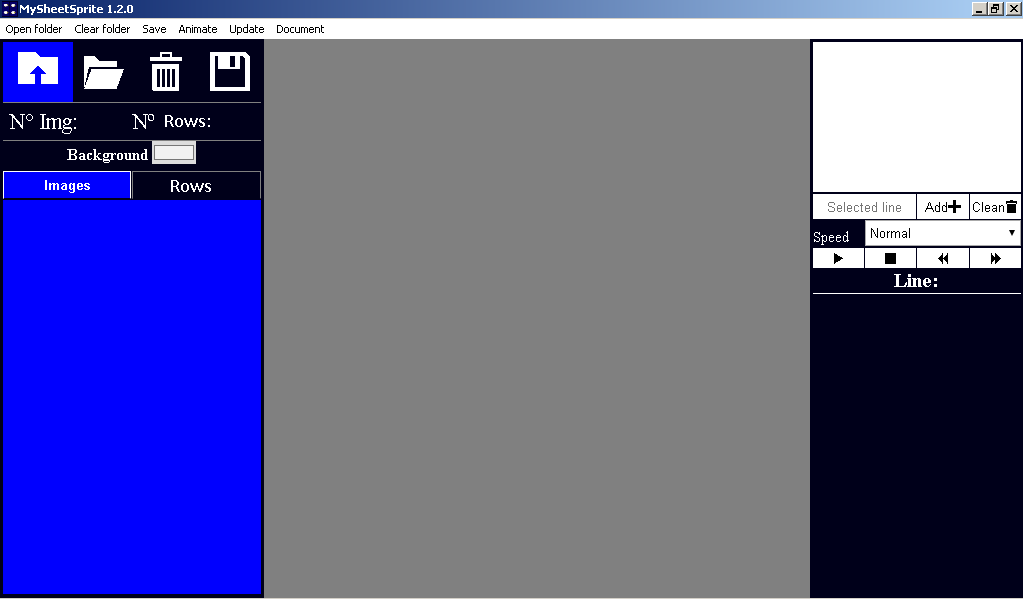 MySheetSprite 1.2.0
Open folder Clear folder Save Animate Update Document
N° Img: Nº Rows:
Background
Images Rows
Selected line Add Clean
Speed Normal
Line: